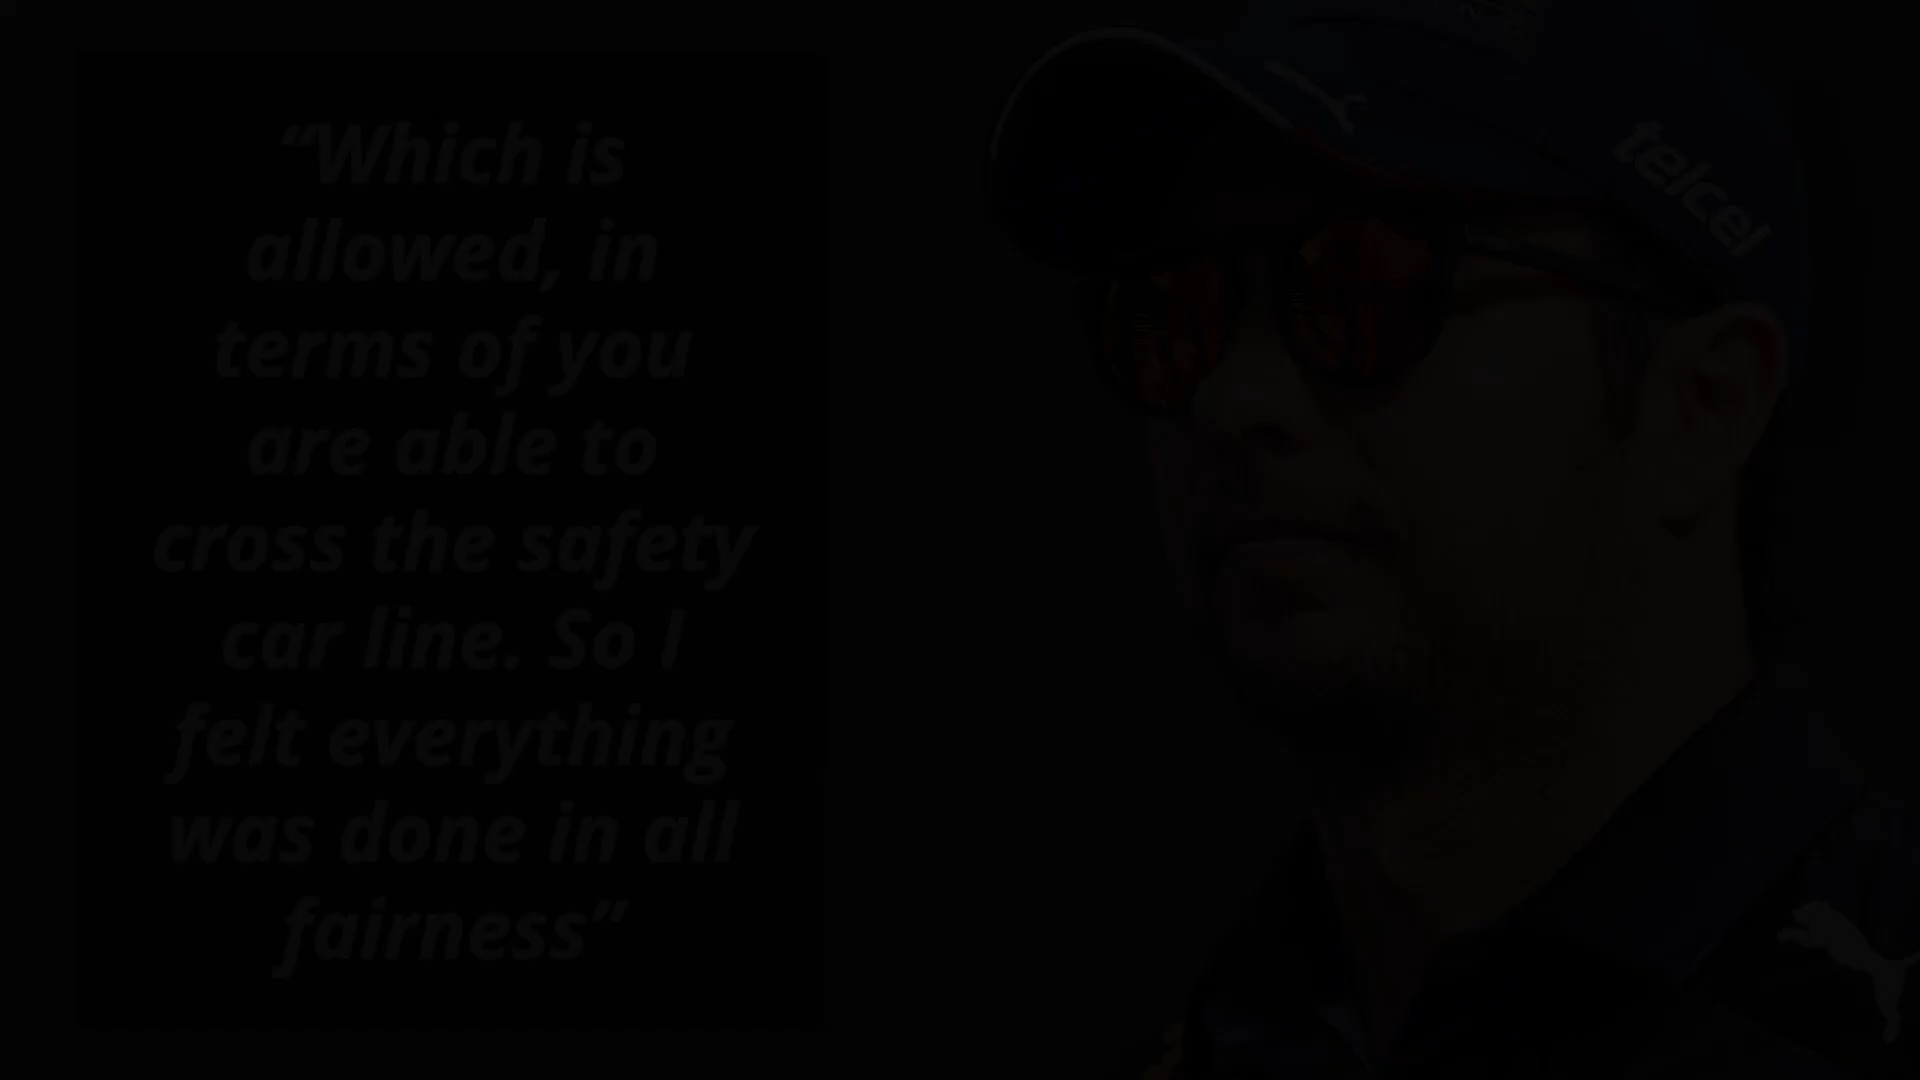 “Which is
allowed, in
terms of you
are able to
cross the safety
car line. So I
felt everything
was done in all
fairness”
telcel